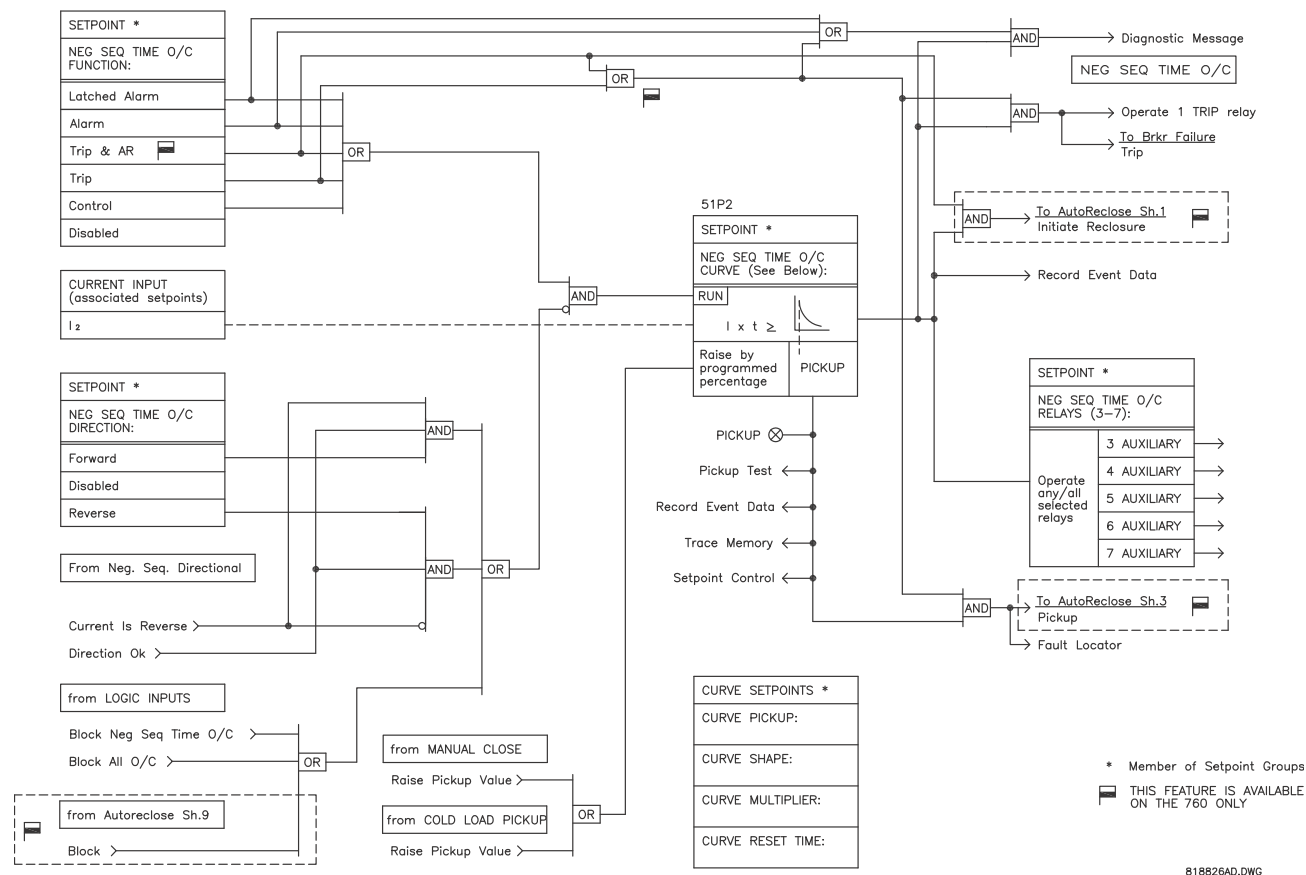 SETPOINT *
NEG SEQ TIME O/C
FUNCTION:
Latched Alarm
Alarm
Trip & AR
Trip
Control
Disabled
OR
OR
OR
AND
Diagnostic Message
NEG SEQ TIME O/C
AND
Operate 1 TRIP relay
To Brkr Failure
Trip
AND
To AutoReclose Sh.1
Initiate Reclosure
Record Event Data
CURRENT INPUT
(associated setpoints)
I 2
AND
51P2
SETPOINT *
NEG SEQ TIME O/C
CURVE (See Below):
RUN
I x t ≥
Raise by
programmed
percentage
PICKUP
SETPOINT *
NEG SEQ TIME O/C
DIRECTION:
Forward
Disabled
Reverse
AND
AND
OR
From Neg. Seq. Directional
Current Is Reverse
Direction Ok
PICKUP
Pickup Test
Record Event Data
Trace Memory
Setpoint Control
SETPOINT *
NEG SEQ TIME O/C
RELAYS (3-7):
Operate
any/all
selected
relays
3 AUXILIARY
4 AUXILIARY
5 AUXILIARY
6 AUXILIARY
7 AUXILIARY
AND
To AutoReclose Sh.3
Pickup
Fault Locator
from LOGIC INPUTS
Block Neg Seq Time O/C
Block All O/C
OR
from Autoreclose Sh.9
Block
from MANUAL CLOSE
Raise Pickup Value
from COLD LOAD PICKUP
Raise Pickup Value
OR
CURVE SETPOINTS *
CURVE PICKUP:
CURVE SHAPE:
CURVE MULTIPLIER:
CURVE RESET TIME:
* Member of Setpoint Groups
THIS FEATURE IS AVAILABLE
ON THE 760 ONLY
818826AD.DWG